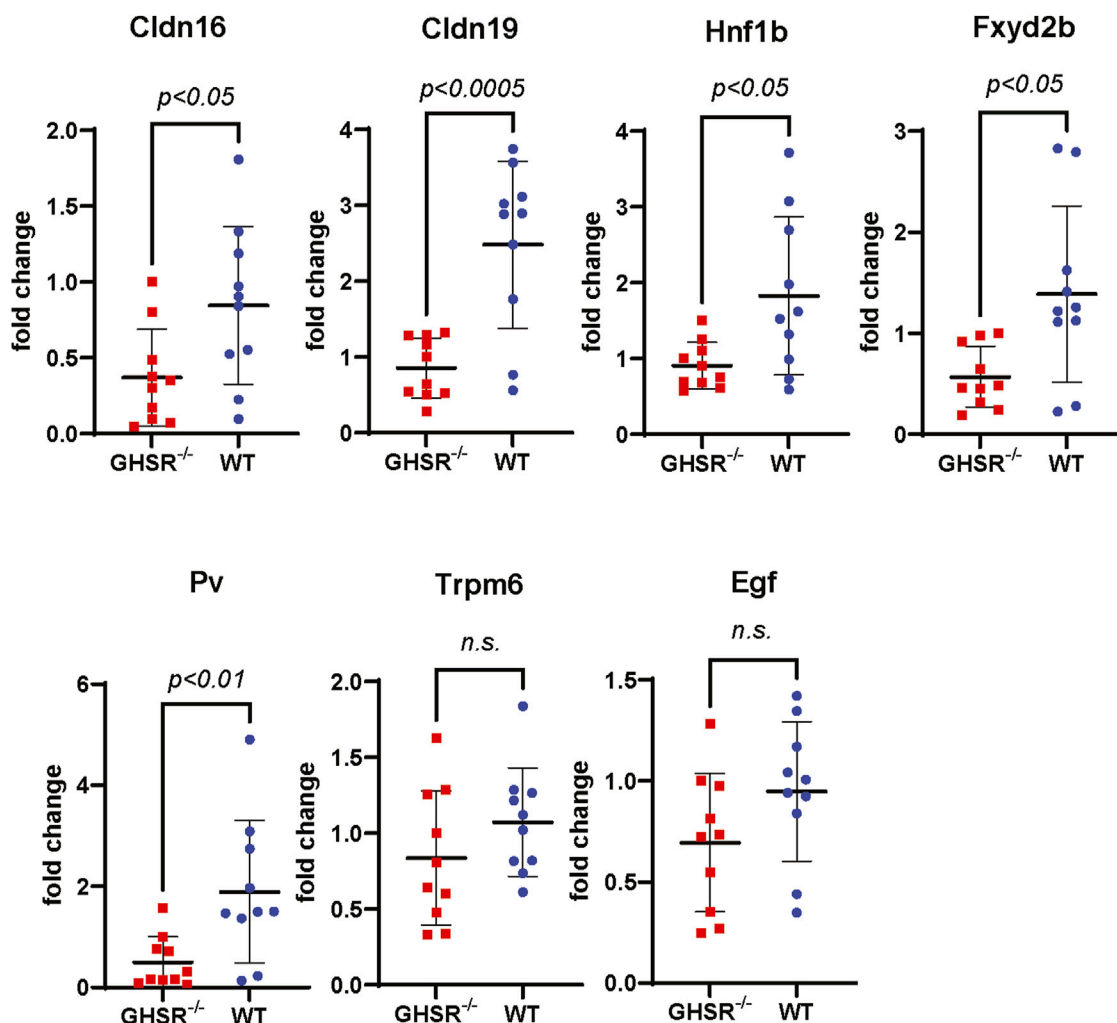 Cldn16 Cldn19 Hnf1b Fxyd2b
p<0.05 p<0.0005 p<0.05 p<0.05
fold change 2.0 1.5 1.0 0.5 0.0
fold change 4 3 2 1 0
fold change 4 3 2 1 0
fold change 3 2 1 0
GHSR-/- WT GHSR-/- WT GHSR-/- WT GHSR-/- WT
Pv Trpm6 Egf
p<0.01 n.s. n.s.
fold change 6 4 2 0
fold change 2.0 1.5 1.0 0.5 0.0
fold change 1.5 1.0 0.5 0.0
GHSR-/- WT GHSR-/- WT GHSR-/- WT